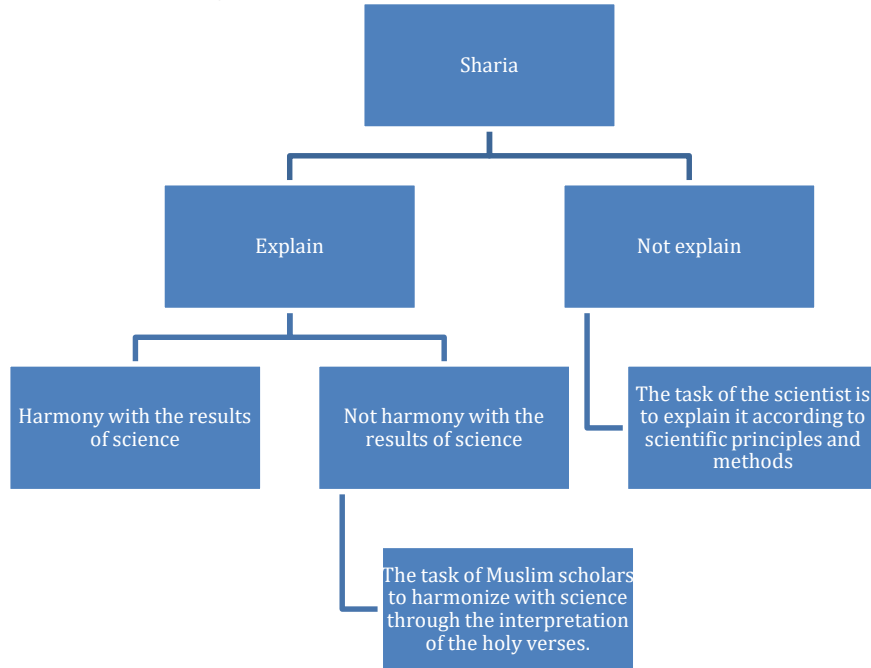 Sharia
Explain
Not explain
Harmony with the results
of science
Not harmony with the
results of science
The task of the scientist is
to explain it according to
scientific principles and
methods
The task of Muslim scholars
to harmonize with science
through the interpretation
of the holy verses.